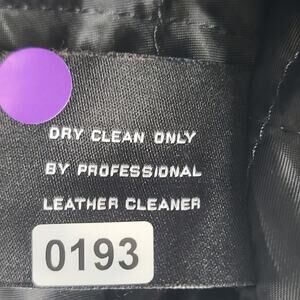 DRY CLEAN ONLY
BY PROFESSIONAL
LEATHER CLEANER
0193